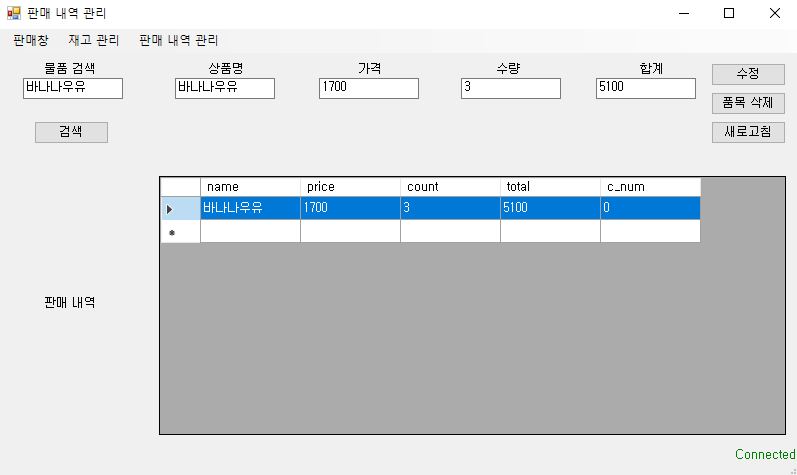 판매 내역 관리
판매창 재고 관리 판매 내역 관리
물품 검색 상품명 가격 수량 합계
바나나우유 바나나우유 1700 3 5100
수정
품목 삭제
검색 새로고침
name price count total c_num
바나나우유 1700 3 5100 0
판매 내역
Connected